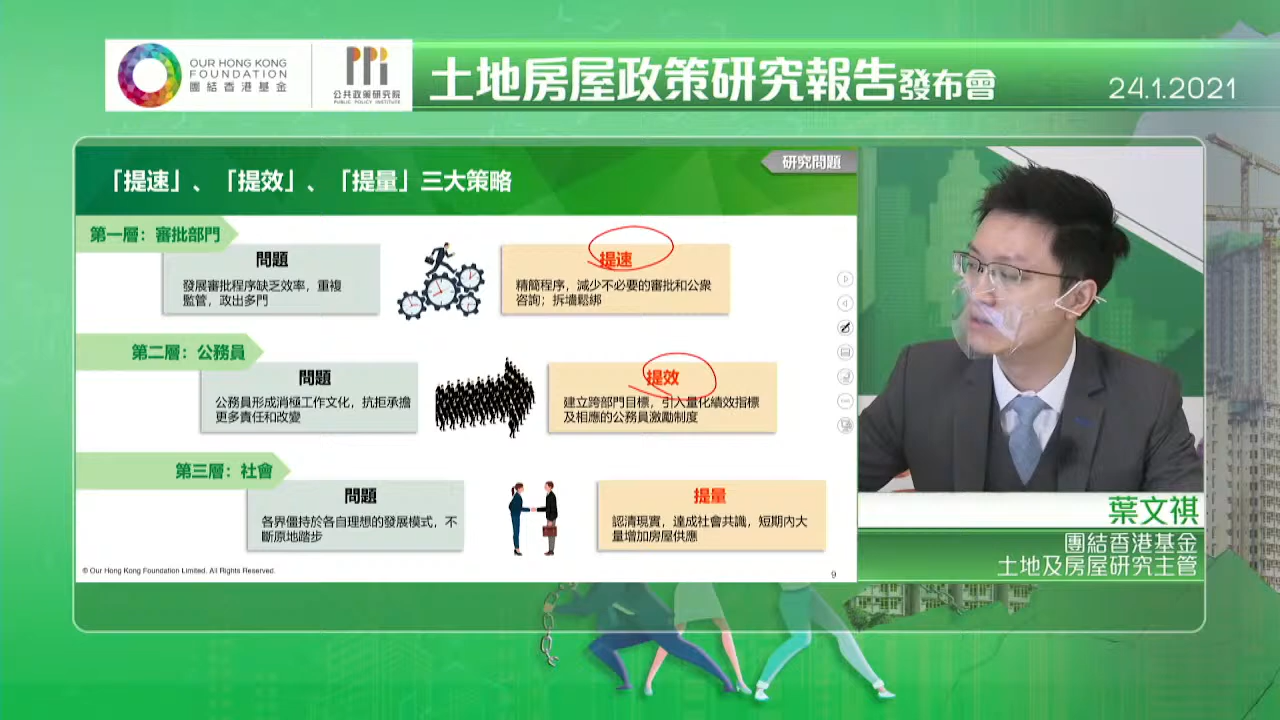 OUR HONG KONG
FOUNDATION
團結香港基金
PPi
公共政策研究院
PUBLIC POLICY INSTITUTE
土地房屋政策研究報告發布會
24.1.2021
研究問題
「提速」、「提效」、「提量」三大策略
第一層：審批部門
問題
發展審批程序缺乏效率，重複
監管，政出多門
提速
精簡程序，減少不必要的審批和公眾
咨詢；拆墻鬆綁
第二層：公務員
問題
公務員形成消極工作文化，抗拒承擔
更多責任和改變
提效
建立跨部門目標，引入量化績效指標
及相應的公務員激勵制度
第三層：社會
問題
各界僵持於各自理想的發展模式，不
斷原地踏步
提量
認清現實，達成社會共識，短期內大
量增加房屋供應
© Our Hong Kong Foundation Limited. All Rights Reserved.
9
葉文祺
團結香港基金
土地及房屋研究主管